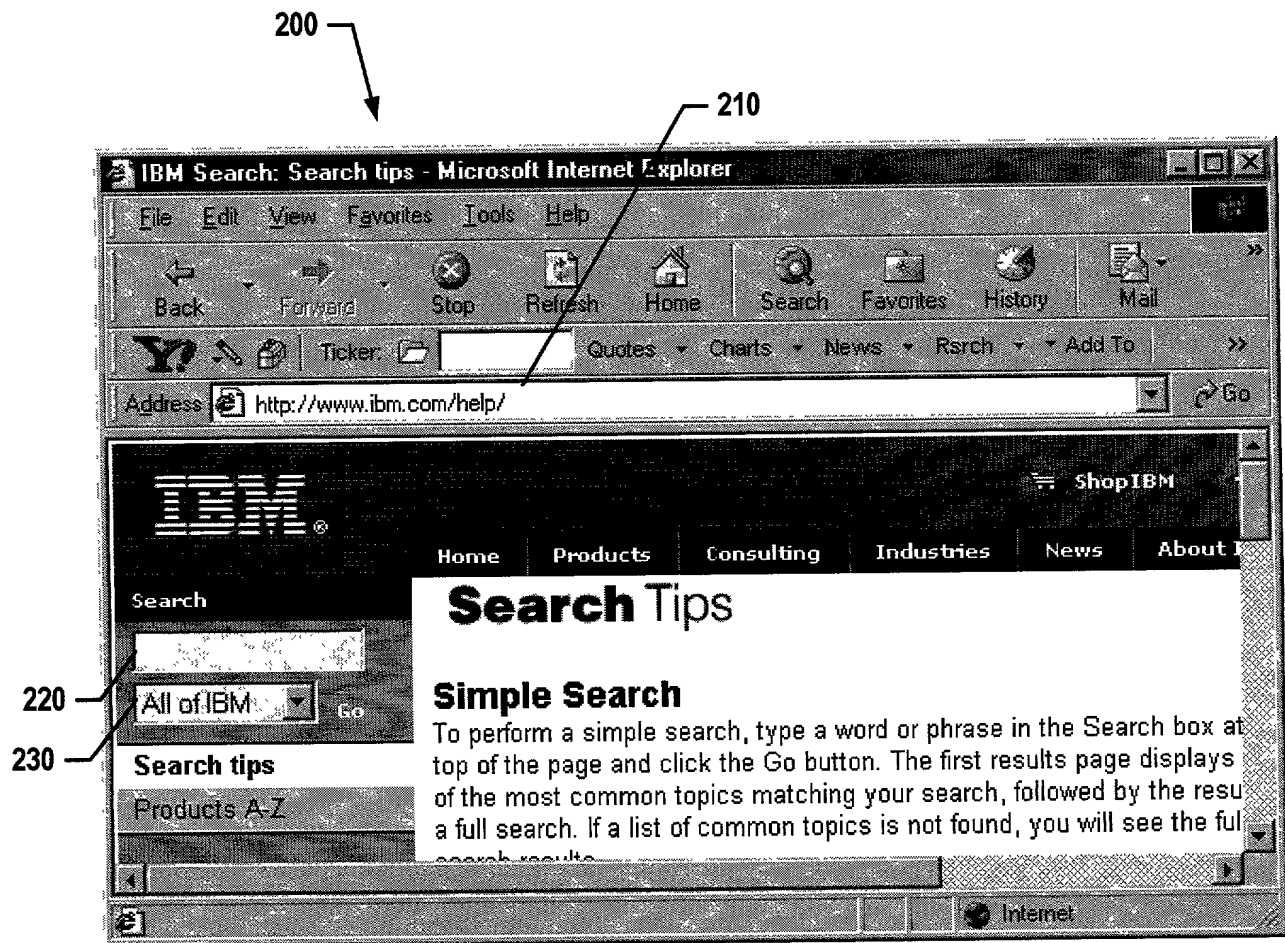 200
210
IBM Search: Search tips - Microsoft Internet Explorer
File Edit View Favorites Tools Help
Back Forward Stop Refresh Home Search Favorites History Mail »
Y! Ticker: Quotes Charts News Rsrch Add To »
Address http://www.ibm.com/help/ Go
IBM®
ShopIBM
Home Products Consulting Industries News About
Search
Search Tips
220
All of IBM Go
230
Search tips
Products A-Z
Simple Search
To perform a simple search, type a word or phrase in the Search box at
top of the page and click the Go button. The first results page displays
of the most common topics matching your search, followed by the resu
a full search. If a list of common topics is not found, you will see the ful
search results
Internet